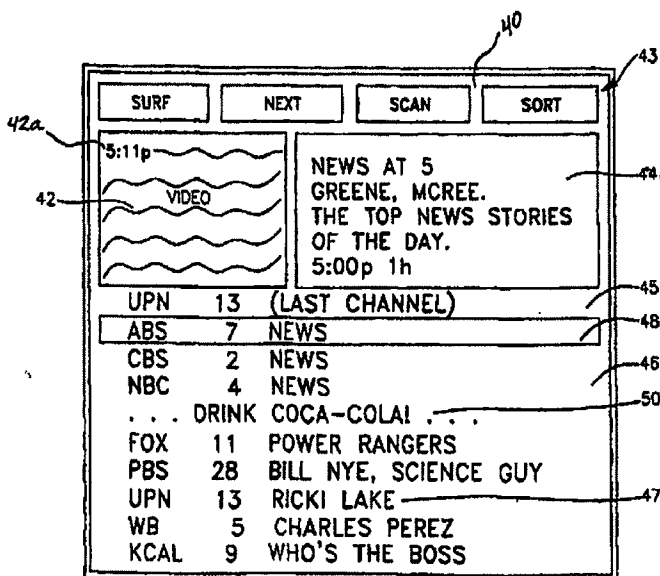 40
43
SURF NEXT SCAN SORT
42a
5:11p
VIDEO
42
NEWS AT 5
GREENE, MCREE.
THE TOP NEWS STORIES
OF THE DAY.
5:00p 1h
44
UPN 13 (LAST CHANNEL)
45
ABS 7 NEWS
48
CBS 2 NEWS
46
NBC 4 NEWS
. . . DRINK COCA-COLA! . . .
50
FOX 11 POWER RANGERS
PBS 28 BILL NYE, SCIENCE GUY
UPN 13 RICKI LAKE
47
WB 5 CHARLES PEREZ
KCAL 9 WHO'S THE BOSS